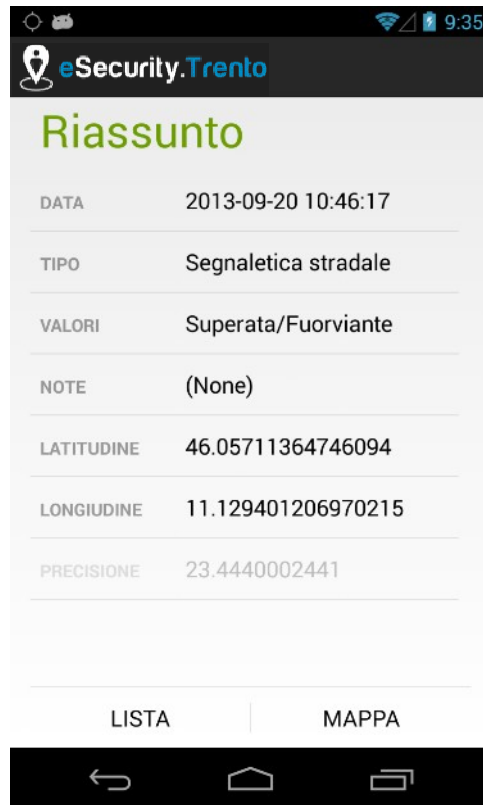 9:35
eSecurity.Trento
Riassunto
DATA 2013-09-20 10:46:17
TIPO Segnaletica stradale
VALORI Superata/Fuorviante
NOTE (None)
LATITUDINE 46.05711364746094
LONGIUDINE 11.129401206970215
PRECISIONE 23.4440002441
LISTA MAPPA